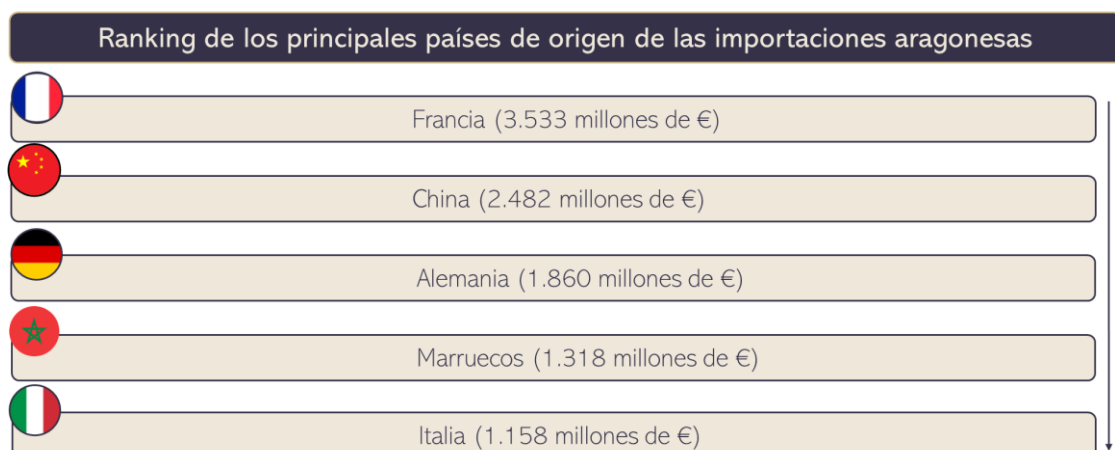 Ranking de los principales países de origen de las importaciones aragonesas
Francia (3.533 millones de €)
China (2.482 millones de €)
Alemania (1.860 millones de €)
Marruecos (1.318 millones de €)
Italia (1.158 millones de €)